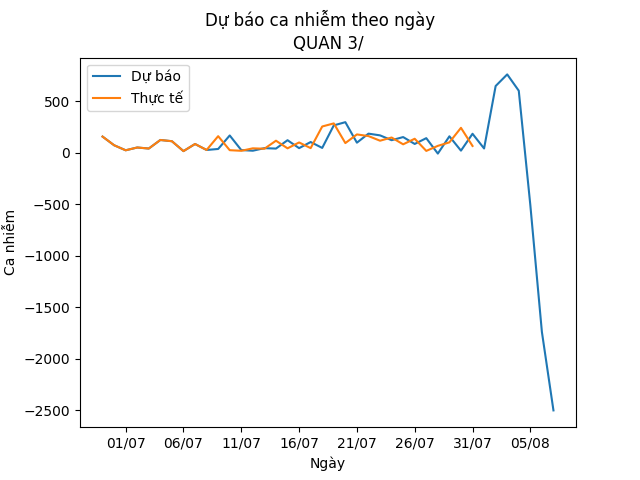 Dự báo ca nhiễm theo ngày
QUAN 3/
Dự báo
Thực tế
Ca nhiễm
500
0
−500
−1000
−1500
−2000
−2500
01/07 06/07 11/07 16/07 21/07 26/07 31/07 05/08
Ngày